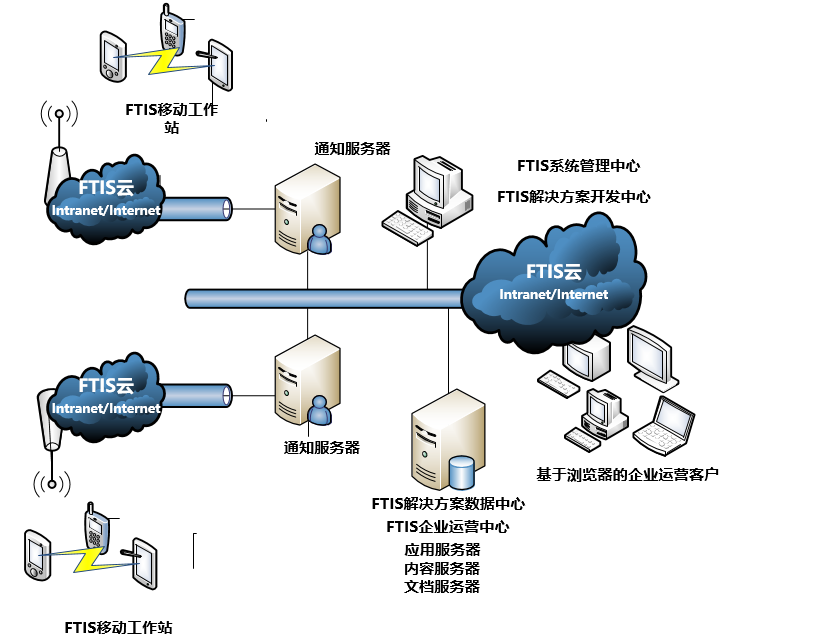 FTIS移动工作
站
通知服务器
FTIS系统管理中心
FTIS云
Intranet/Internet
FTIS解决方案开发中心
FTIS云
Intranet/Internet
FTIS云
Intranet/Internet
通知服务器
基于浏览器的企业运营客户
FTIS解决方案数据中心
FTIS企业运营中心
应用服务器
内容服务器
文档服务器
FTIS移动工作站